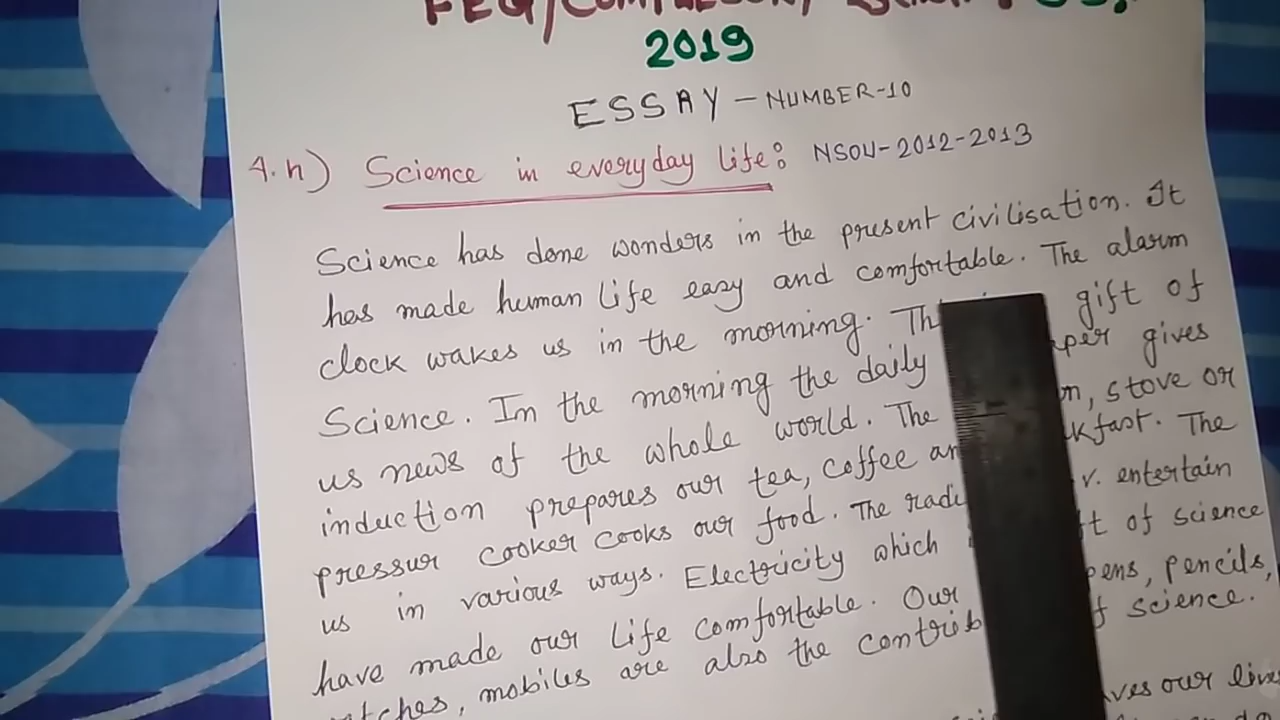 2019
ESSAY - NUMBER-10
4.n) Science in everyday life: NSOU-2012-2013
Science has done wonders in the present civilisation. It
has made human life easy and comfortable. The alarm
clock wakes us in the morning. gift of
Science. In the morning the daily gives
us news of the whole world. The stove or
induction prepares our tea, coffee The
pressur cooker cooks our food. The entertain
us in various ways. Electricity which of science
have made our life comfortable. Our pens, pencils,
mobiles are also the science.
our